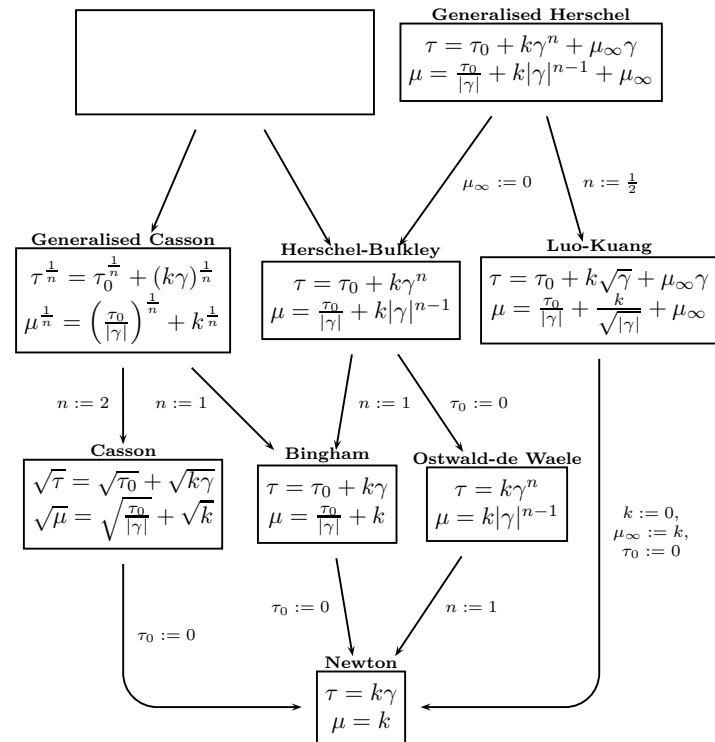 Generalised Herschel
τ = τ₀ + kγⁿ + μ∞γ
μ = τ₀/|γ| + k|γ|ⁿ⁻¹ + μ∞
μ∞ := 0
n := 1/2
Generalised Casson
τ^(1/n) = τ₀^(1/n) + (kγ)^(1/n)
μ^(1/n) = (τ₀/|γ|)^(1/n) + k^(1/n)
Herschel-Bulkley
τ = τ₀ + kγⁿ
μ = τ₀/|γ| + k|γ|ⁿ⁻¹
Luo-Kuang
τ = τ₀ + k√γ + μ∞γ
μ = τ₀/|γ| + k/√|γ| + μ∞
n := 2
n := 1
n := 1
τ₀ := 0
Casson
√τ = √τ₀ + √(kγ)
√μ = √(τ₀/|γ|) + √k
Bingham
τ = τ₀ + kγ
μ = τ₀/|γ| + k
Ostwald-de Waele
τ = kγⁿ
μ = k|γ|ⁿ⁻¹
k := 0,
μ∞ := k,
τ₀ := 0
τ₀ := 0
τ₀ := 0
n := 1
Newton
τ = kγ
μ = k